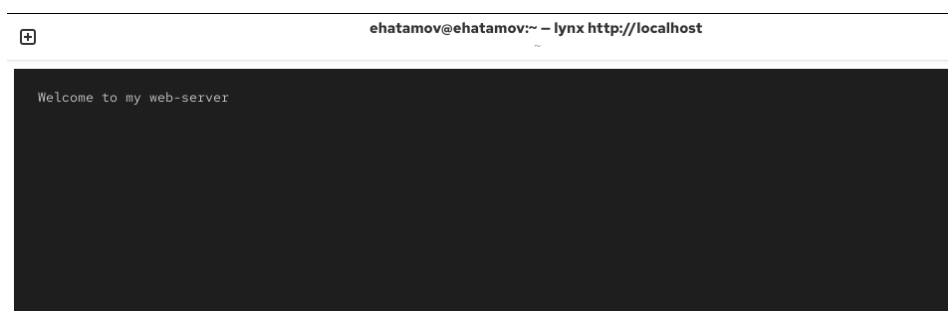 ehatamov@ehatamov:~ — lynx http://localhost
~
Welcome to my web-server